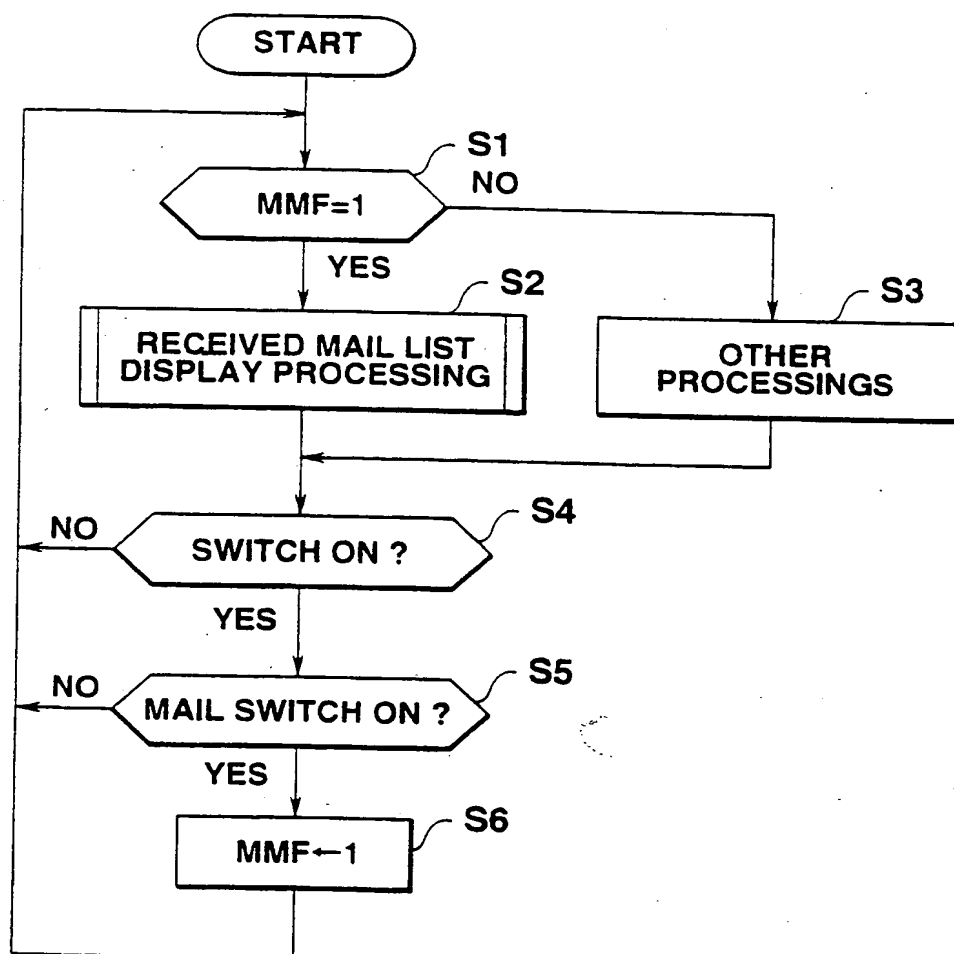 START
S1
MMF=1
NO
YES
S2
RECEIVED MAIL LIST
DISPLAY PROCESSING
S3
OTHER
PROCESSINGS
S4
NO
SWITCH ON ?
YES
S5
NO
MAIL SWITCH ON ?
YES
S6
MMF←1